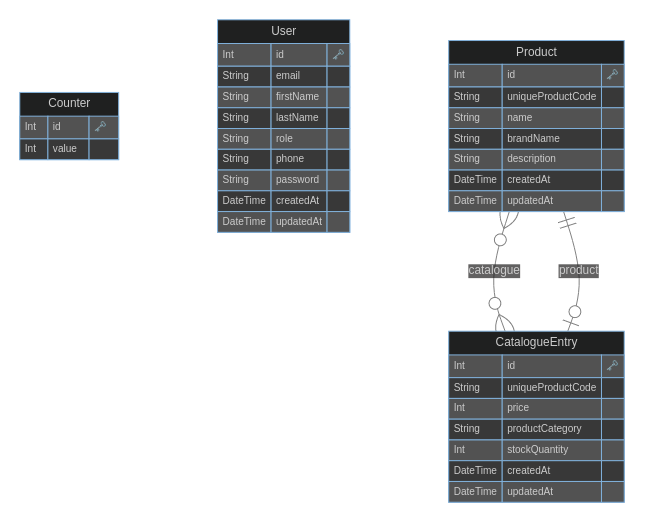 Counter
Int id
Int value
User
Int id
String email
String firstName
String lastName
String role
String phone
String password
DateTime createdAt
DateTime updatedAt
Product
Int id
String uniqueProductCode
String name
String brandName
String description
DateTime createdAt
DateTime updatedAt
catalogue product
CatalogueEntry
Int id
String uniqueProductCode
Int price
String productCategory
Int stockQuantity
DateTime createdAt
DateTime updatedAt